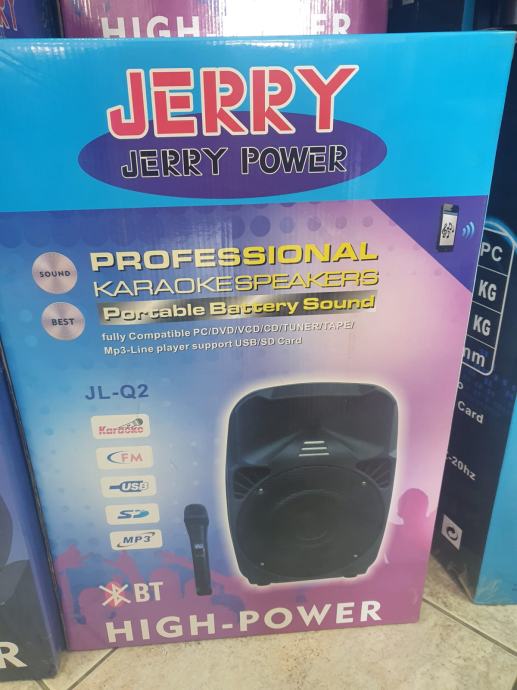 HIGH-POWER
JERRY
JERRY POWER
SOUND
BEST
PROFESSIONAL
KARAOKE SPEAKERS
Portable Battery Sound
fully Compatible PC/DVD/VCD/CD/TUNER/TAPE/
Mp3-Line player support USB/SD Card
JL-Q2
Karaoke
FM
USB
SD
MP3
BT
HIGH-POWER
PC
KG
KG
mm
Card
-20hz
R